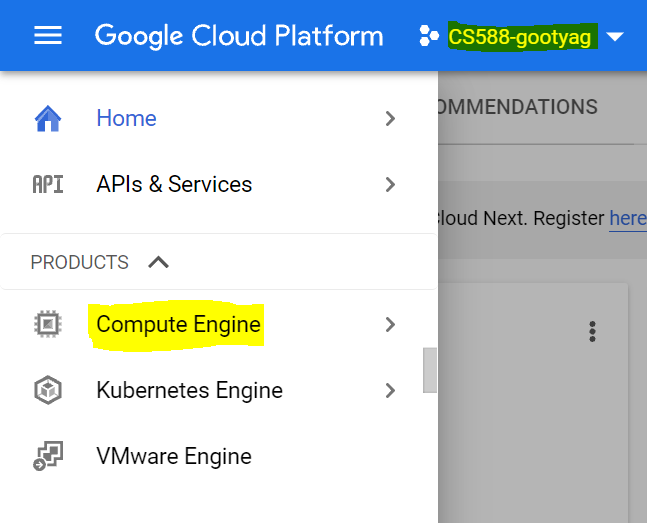 Google Cloud Platform
CS588-gootyag
Home
OMMENDATIONS
API
APIs & Services
Cloud Next. Register here
PRODUCTS
Compute Engine
Kubernetes Engine
VMware Engine